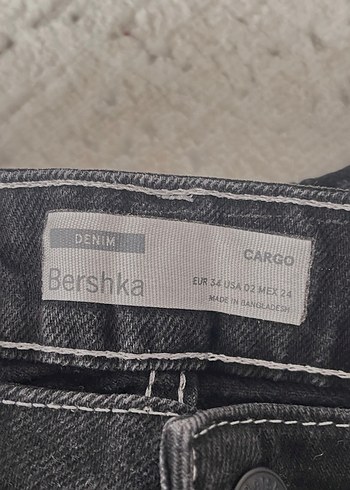 DENIM
CARGO
Bershka
EUR 34 USA 02 MEX 24
MADE IN BANGLADESH